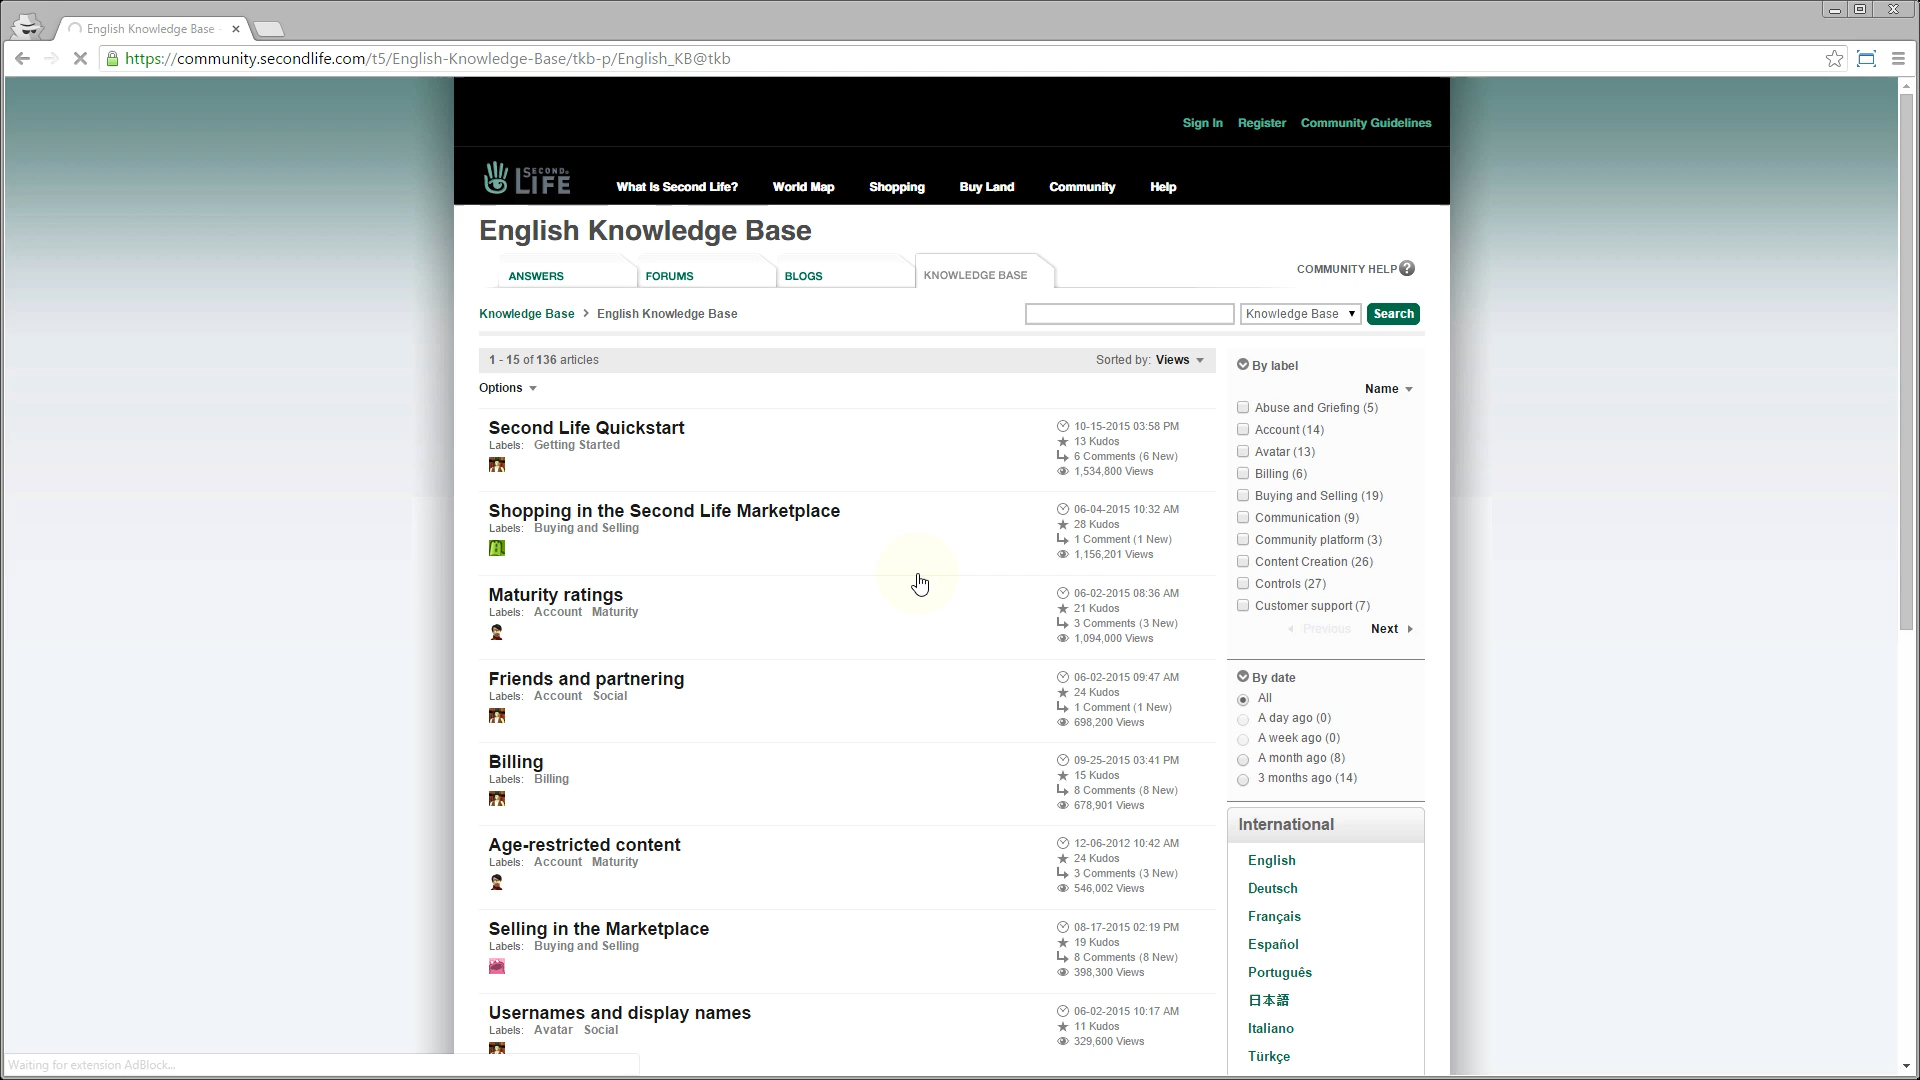 English Knowledge Base -
https://community.secondlife.com/t5/English-Knowledge-Base/tkb-p/English_KB@tkb
Sign In Register Community Guidelines
SECOND LIFE What Is Second Life? World Map Shopping Buy Land Community Help
English Knowledge Base
ANSWERS FORUMS BLOGS KNOWLEDGE BASE COMMUNITY HELP ?
Knowledge Base > English Knowledge Base Knowledge Base Search
1 - 15 of 136 articles Sorted by: Views
Options
Second Life Quickstart
Labels: Getting Started
10-15-2015 03:58 PM
13 Kudos
6 Comments (6 New)
1,534,800 Views
Shopping in the Second Life Marketplace
Labels: Buying and Selling
06-04-2015 10:32 AM
28 Kudos
1 Comment (1 New)
1,156,201 Views
Maturity ratings
Labels: Account Maturity
06-02-2015 08:36 AM
21 Kudos
3 Comments (3 New)
1,094,000 Views
Friends and partnering
Labels: Account Social
06-02-2015 09:47 AM
24 Kudos
1 Comment (1 New)
698,200 Views
Billing
Labels: Billing
09-25-2015 03:41 PM
15 Kudos
8 Comments (8 New)
678,901 Views
Age-restricted content
Labels: Account Maturity
12-06-2012 10:42 AM
24 Kudos
3 Comments (3 New)
546,002 Views
Selling in the Marketplace
Labels: Buying and Selling
08-17-2015 02:19 PM
19 Kudos
8 Comments (8 New)
398,300 Views
Usernames and display names
Labels: Avatar Social
06-02-2015 10:17 AM
11 Kudos
329,600 Views
By label
Name
Abuse and Griefing (5)
Account (14)
Avatar (13)
Billing (6)
Buying and Selling (19)
Communication (9)
Community platform (3)
Content Creation (26)
Controls (27)
Customer support (7)
Previous Next
By date
All
A day ago (0)
A week ago (0)
A month ago (8)
3 months ago (14)
International
English
Deutsch
Français
Español
Português
日本語
Italiano
Türkçe
Waiting for extension AdBlock...